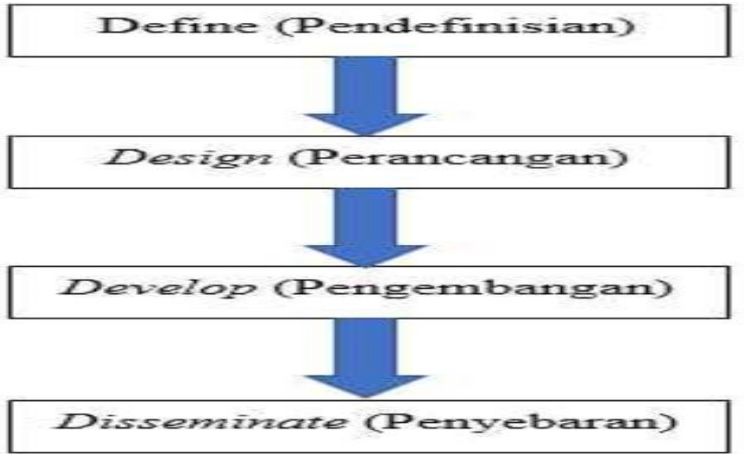 Define (Pendefinisian)
Design (Perancangan)
Develop (Pengembangan)
Disseminate (Penyebaran)